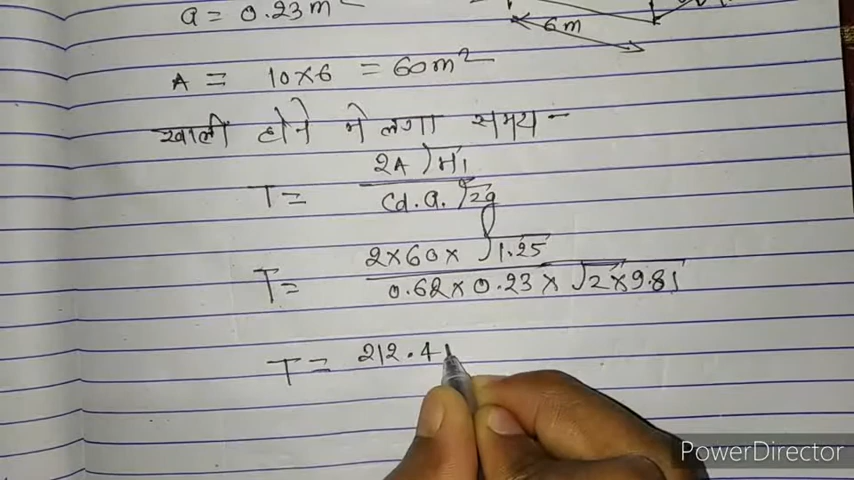 a = 0.23m²
6m
A = 10×6 = 60m²
खाली होने मे लगा समय -
T = 2A√H₁ / Cd.a.√2g
T = 2×60×√1.25 / 0.62×0.23×√2×9.81
T = 212.4
PowerDirector